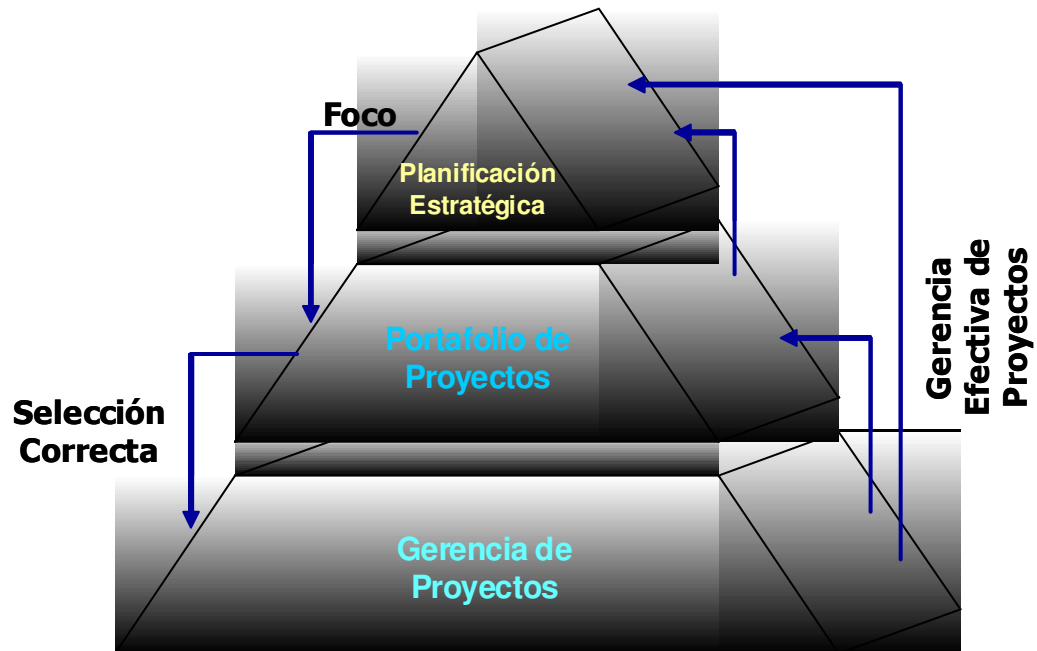 Foco
Planificación
Estratégica
Portafolio de
Proyectos
Selección
Correcta
Gerencia de
Proyectos
Gerencia
Efectiva de
Proyectos